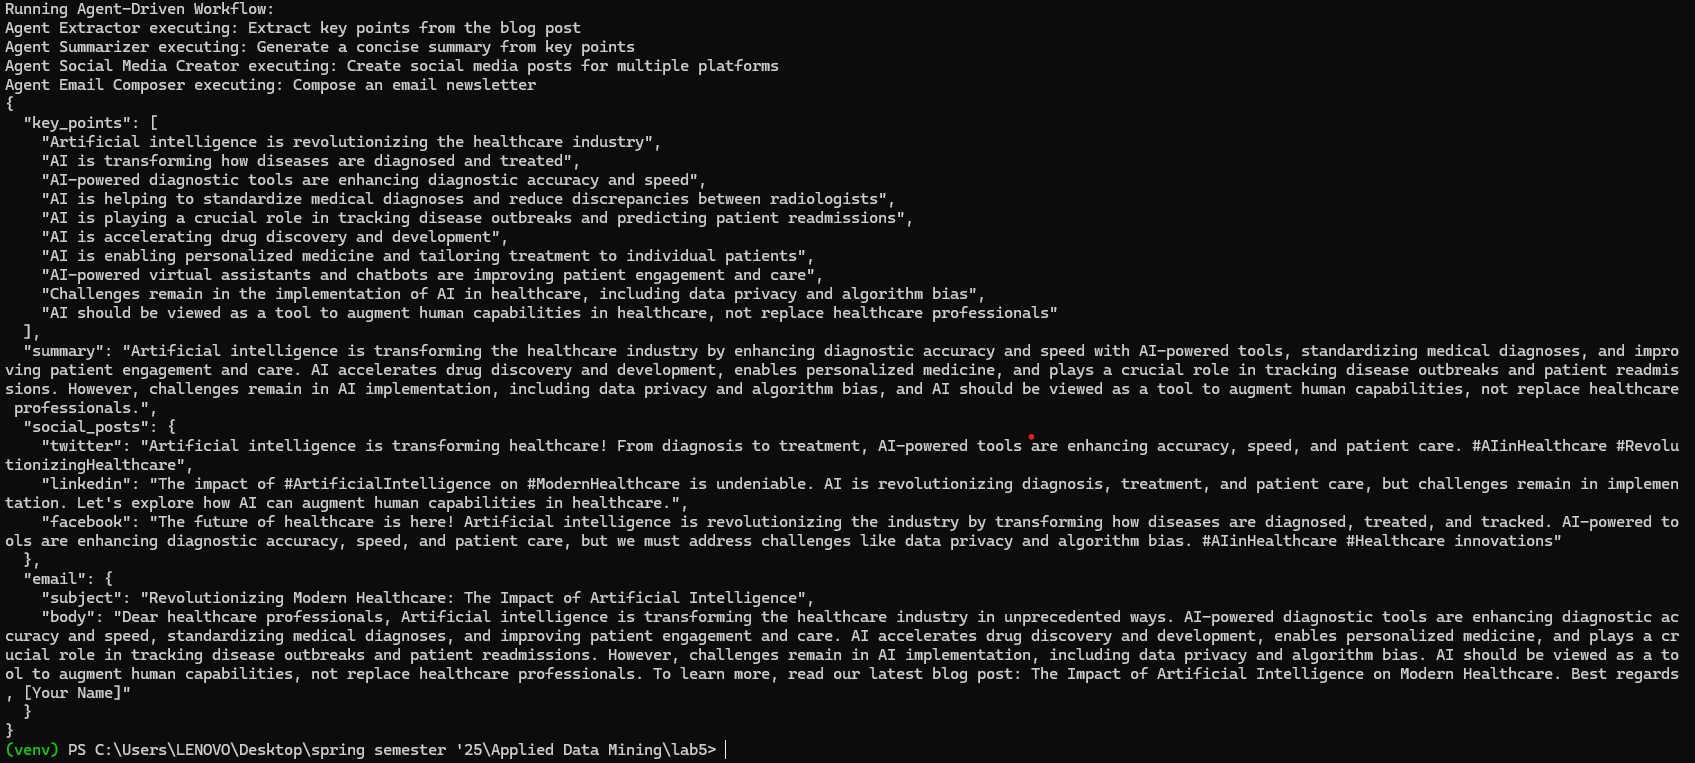 Running Agent-Driven Workflow:
Agent Extractor executing: Extract key points from the blog post
Agent Summarizer executing: Generate a concise summary from key points
Agent Social Media Creator executing: Create social media posts for multiple platforms
Agent Email Composer executing: Compose an email newsletter
{
  "key_points": [
    "Artificial intelligence is revolutionizing the healthcare industry",
    "AI is transforming how diseases are diagnosed and treated",
    "AI-powered diagnostic tools are enhancing diagnostic accuracy and speed",
    "AI is helping to standardize medical diagnoses and reduce discrepancies between radiologists",
    "AI is playing a crucial role in tracking disease outbreaks and predicting patient readmissions",
    "AI is accelerating drug discovery and development",
    "AI is enabling personalized medicine and tailoring treatment to individual patients",
    "AI-powered virtual assistants and chatbots are improving patient engagement and care",
    "Challenges remain in the implementation of AI in healthcare, including data privacy and algorithm bias",
    "AI should be viewed as a tool to augment human capabilities in healthcare, not replace healthcare professionals"
  ],
  "summary": "Artificial intelligence is transforming the healthcare industry by enhancing diagnostic accuracy and speed with AI-powered tools, standardizing medical diagnoses, and impro
ving patient engagement and care. AI accelerates drug discovery and development, enables personalized medicine, and plays a crucial role in tracking disease outbreaks and patient readmis
sions. However, challenges remain in AI implementation, including data privacy and algorithm bias, and AI should be viewed as a tool to augment human capabilities, not replace healthcare
 professionals.",
  "social_posts": {
    "twitter": "Artificial intelligence is transforming healthcare! From diagnosis to treatment, AI-powered tools are enhancing accuracy, speed, and patient care. #AIinHealthcare #Revolu
tionizingHealthcare",
    "linkedin": "The impact of #ArtificialIntelligence on #ModernHealthcare is undeniable. AI is revolutionizing diagnosis, treatment, and patient care, but challenges remain in implemen
tation. Let's explore how AI can augment human capabilities in healthcare.",
    "facebook": "The future of healthcare is here! Artificial intelligence is revolutionizing the industry by transforming how diseases are diagnosed, treated, and tracked. AI-powered to
ols are enhancing diagnostic accuracy, speed, and patient care, but we must address challenges like data privacy and algorithm bias. #AIinHealthcare #Healthcare innovations"
  },
  "email": {
    "subject": "Revolutionizing Modern Healthcare: The Impact of Artificial Intelligence",
    "body": "Dear healthcare professionals, Artificial intelligence is transforming the healthcare industry in unprecedented ways. AI-powered diagnostic tools are enhancing diagnostic ac
curacy and speed, standardizing medical diagnoses, and improving patient engagement and care. AI accelerates drug discovery and development, enables personalized medicine, and plays a cr
ucial role in tracking disease outbreaks and patient readmissions. However, challenges remain in AI implementation, including data privacy and algorithm bias. AI should be viewed as a to
ol to augment human capabilities, not replace healthcare professionals. To learn more, read our latest blog post: The Impact of Artificial Intelligence on Modern Healthcare. Best regards
, [Your Name]"
  }
}
(venv) PS C:\Users\LENOVO\Desktop\spring semester '25\Applied Data Mining\lab5>